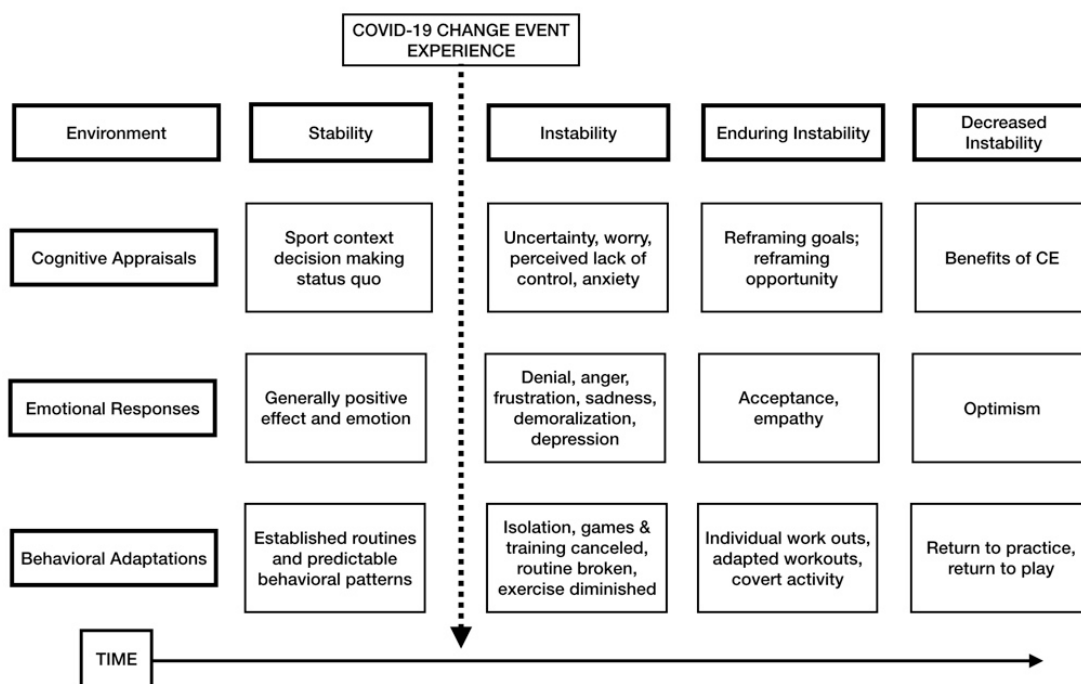 COVID-19 CHANGE EVENT
EXPERIENCE
Environment
Stability
Instability
Enduring Instability
Decreased
Instability
Cognitive Appraisals
Sport context
decision making
status quo
Uncertainty, worry,
perceived lack of
control, anxiety
Reframing goals;
reframing
opportunity
Benefits of CE
Emotional Responses
Generally positive
effect and emotion
Denial, anger,
frustration, sadness,
demoralization,
depression
Acceptance,
empathy
Optimism
Behavioral Adaptations
Established routines
and predictable
behavioral patterns
Isolation, games &
training canceled,
routine broken,
exercise diminished
Individual work outs,
adapted workouts,
covert activity
Return to practice,
return to play
TIME